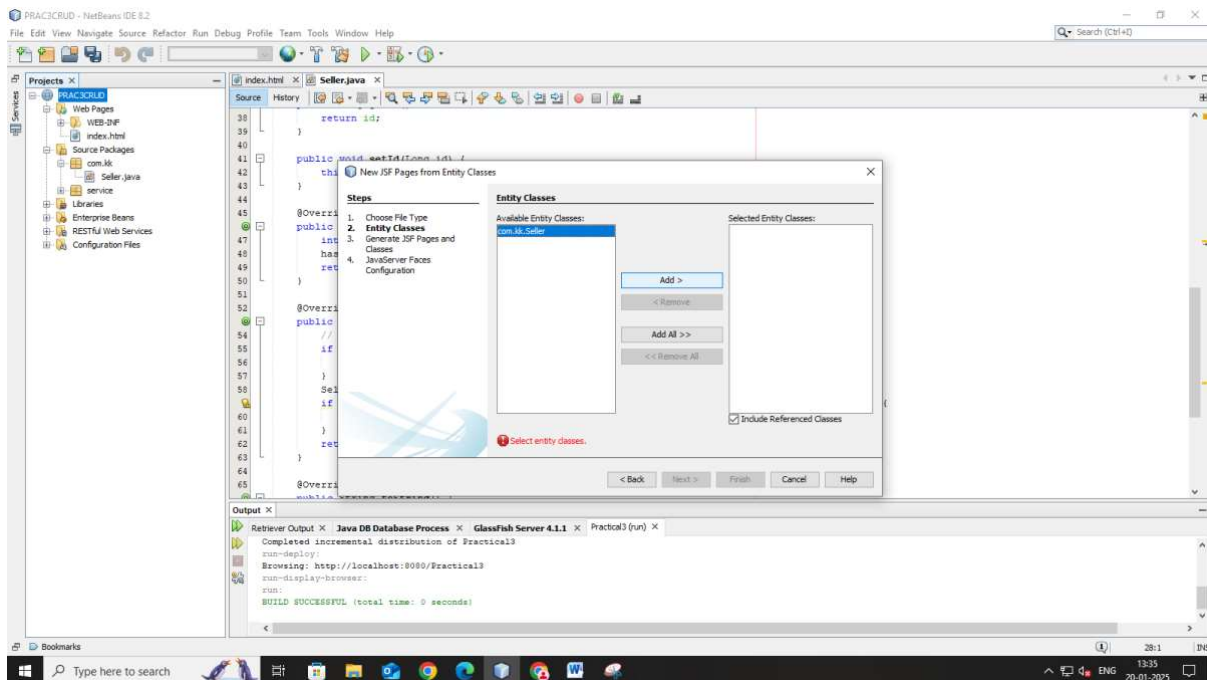 PRAC3CRUD - NetBeans IDE 8.2
File Edit View Navigate Source Refactor Run Debug Profile Team Tools Window Help
Search (Ctrl+I)
Projects
index.html
Seller.java
Services
PRAC3CRUD
Web Pages
WEB-INF
index.html
Source Packages
com.kk
Seller.java
service
Libraries
Enterprise Beans
RESTful Web Services
Configuration Files
Source History
38 return id;
39 }
40
41 public void setId(Long id) {
42 thi
43 }
44
45 @Overri
public
47 int
48 has
49 ret
50 }
51
52 @Overri
public
54 //
55 if
56
57 }
58 Sel
if {
60
61 }
62 ret
63 }
64
65 @Overri
public String toString() {
New JSF Pages from Entity Classes
Steps
1. Choose File Type
2. Entity Classes
3. Generate JSF Pages and
Classes
4. JavaServer Faces
Configuration
Entity Classes
Available Entity Classes:
com.kk.Seller
Add >
< Remove
Add All >>
<< Remove All
Selected Entity Classes:
Include Referenced Classes
Select entity classes.
< Back Next > Finish Cancel Help
Output
Retriever Output Java DB Database Process GlassFish Server 4.1.1 Practical3 (run)
Completed incremental distribution of Practical3
run-deploy:
Browsing: http://localhost:8080/Practical3
run-display-browser:
run:
BUILD SUCCESSFUL (total time: 0 seconds)
Bookmarks
1
28:1
INS
Type here to search
ENG
13:35
20-01-2025